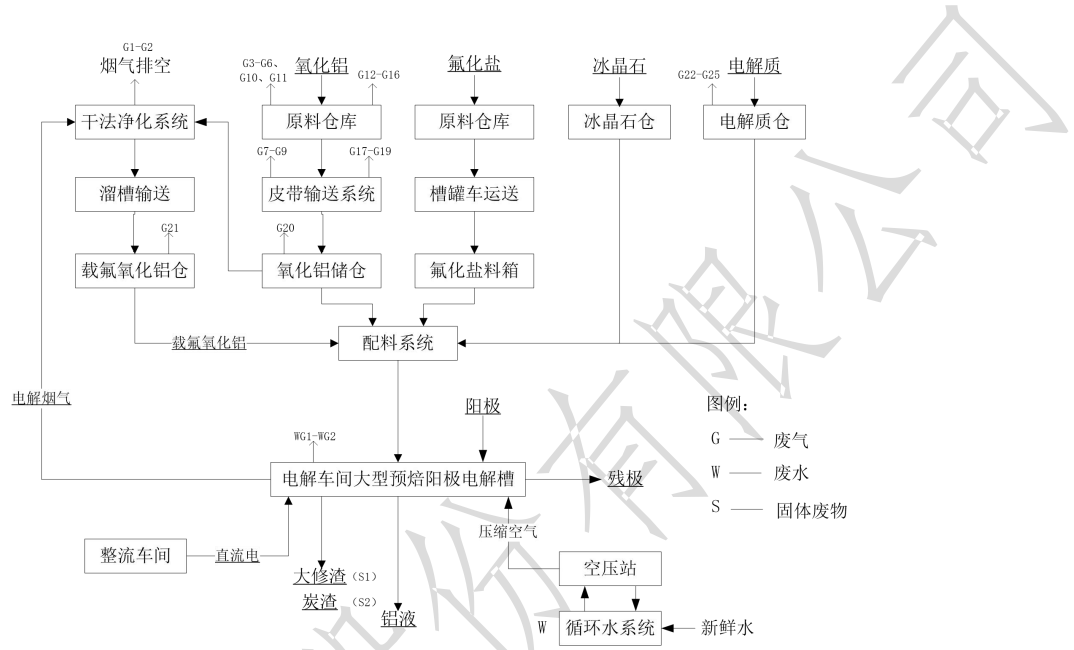 G1-G2
烟气排空
G3-G6、
G10、G11
氧化铝
G12-G16
氟化盐
冰晶石
G22-G25
电解质
干法净化系统
原料仓库
原料仓库
冰晶石仓
电解质仓
G7-G9
G17-G19
溜槽输送
皮带输送系统
槽罐车运送
G21
G20
载氟氧化铝仓
氧化铝储仓
氟化盐料箱
载氟氧化铝
配料系统
电解烟气
阳极
图例：
G — 废气
W — 废水
S — 固体废物
WG1-WG2
电解车间大型预焙阳极电解槽
残极
压缩空气
整流车间
直流电
大修渣（S1）
炭渣（S2）
铝液
空压站
W
循环水系统
新鲜水
份有限公司